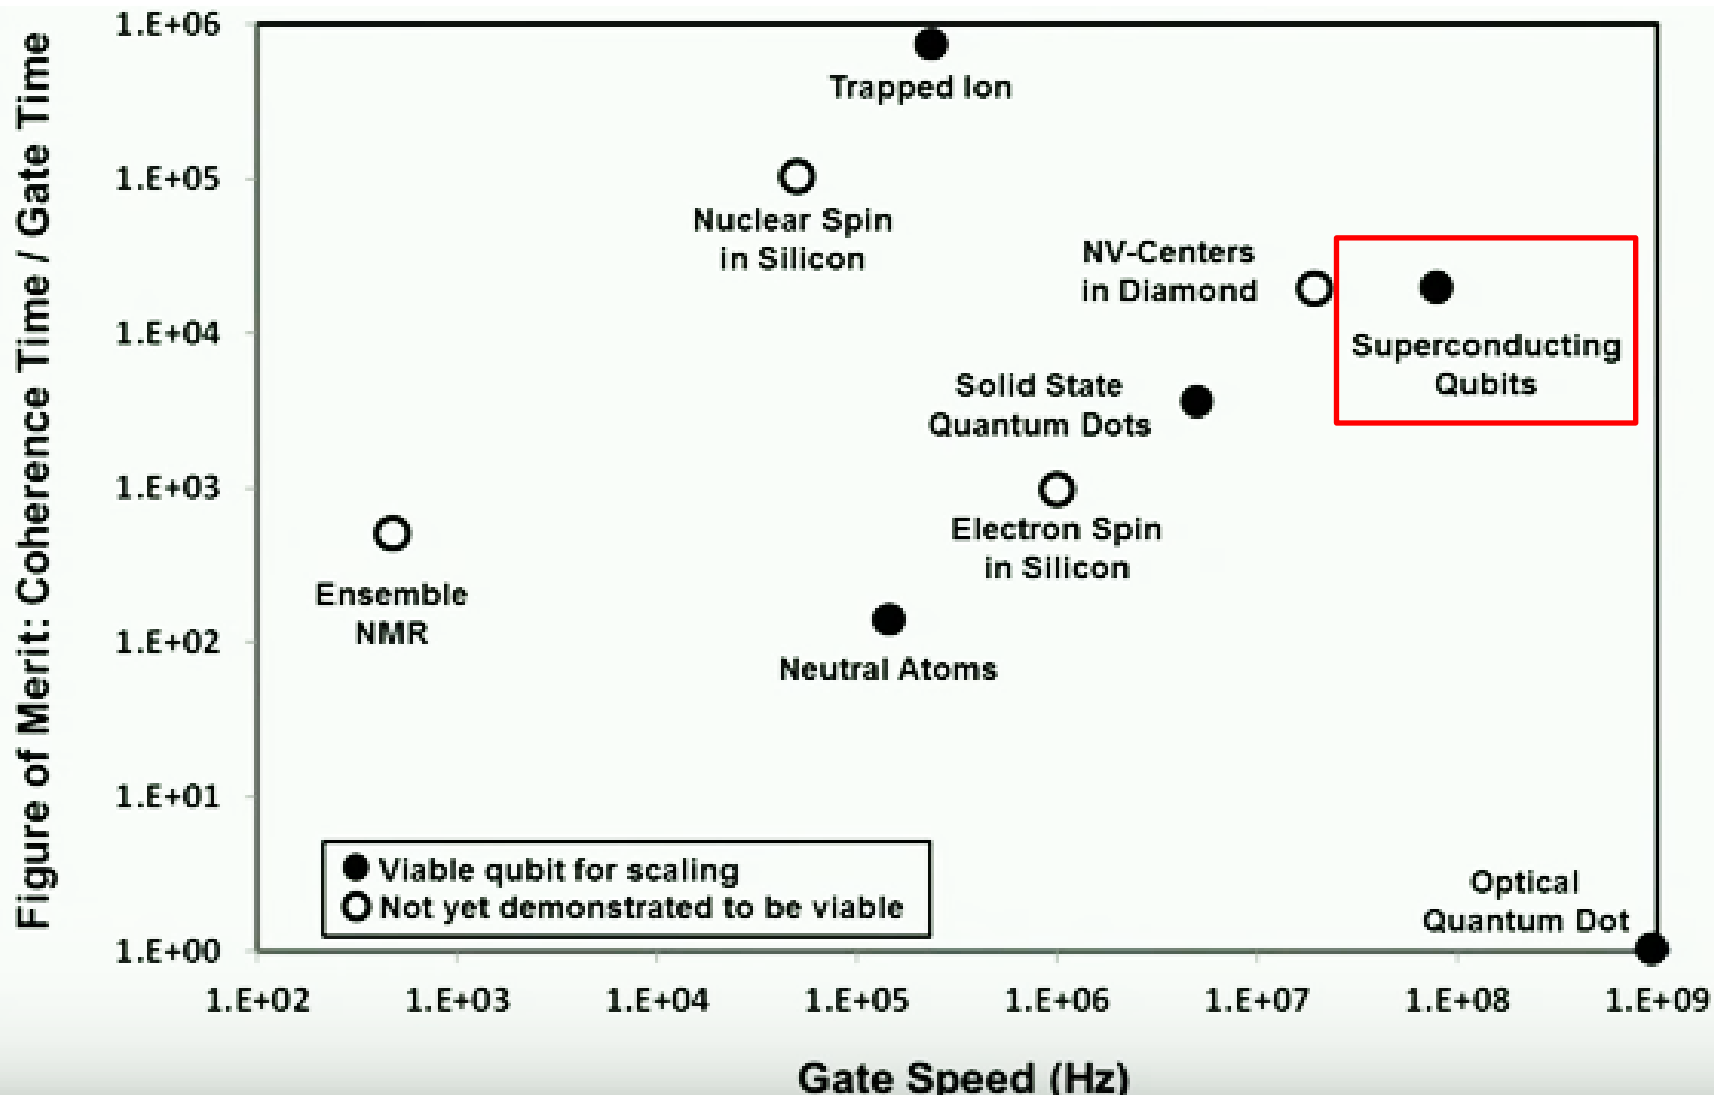 Figure of Merit: Coherence Time / Gate Time
1.E+06
1.E+05
1.E+04
1.E+03
1.E+02
1.E+01
1.E+00
Trapped Ion
Nuclear Spin
in Silicon
NV-Centers
in Diamond
Superconducting
Qubits
Solid State
Quantum Dots
Electron Spin
in Silicon
Ensemble
NMR
Neutral Atoms
Viable qubit for scaling
Not yet demonstrated to be viable
Optical
Quantum Dot
1.E+02 1.E+03 1.E+04 1.E+05 1.E+06 1.E+07 1.E+08 1.E+09
Gate Speed (Hz)